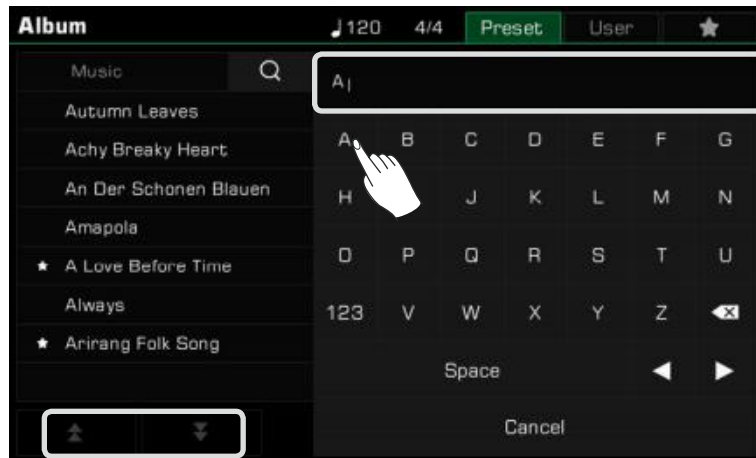 Album ♩120 4/4 Preset User ★
Music
A|
Autumn Leaves
Achy Breaky Heart
An Der Schonen Blauen
Amapola
★ A Love Before Time
Always
★ Arirang Folk Song
A B C D E F G
H J K L M N
O P Q R S T U
123 V W X Y Z
Space
Cancel